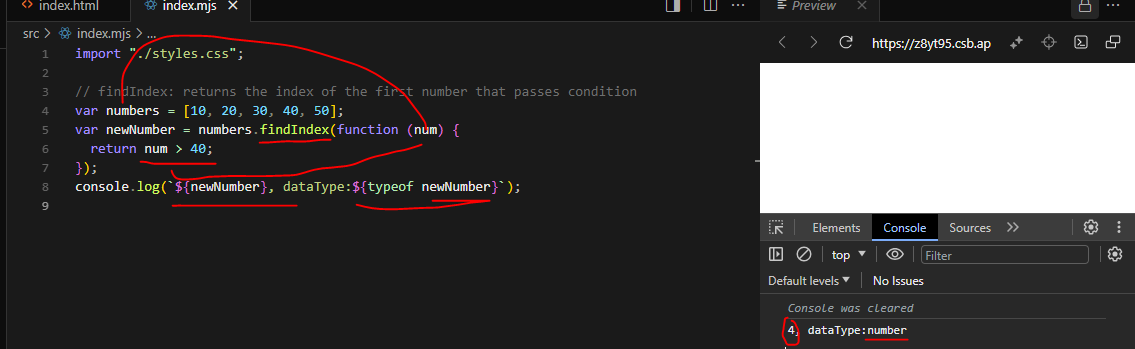 index.html
index.mjs
Preview
src > index.mjs > ...
https://z8yt95.csb.ap
1 import "./styles.css";
2
3 // findIndex: returns the index of the first number that passes condition
4 var numbers = [10, 20, 30, 40, 50];
5 var newNumber = numbers.findIndex(function (num) {
6 return num > 40;
7 });
8 console.log(`${newNumber}, dataType:${typeof newNumber}`);
9
Elements Console Sources
top Filter
Default levels No Issues
Console was cleared
4, dataType:number